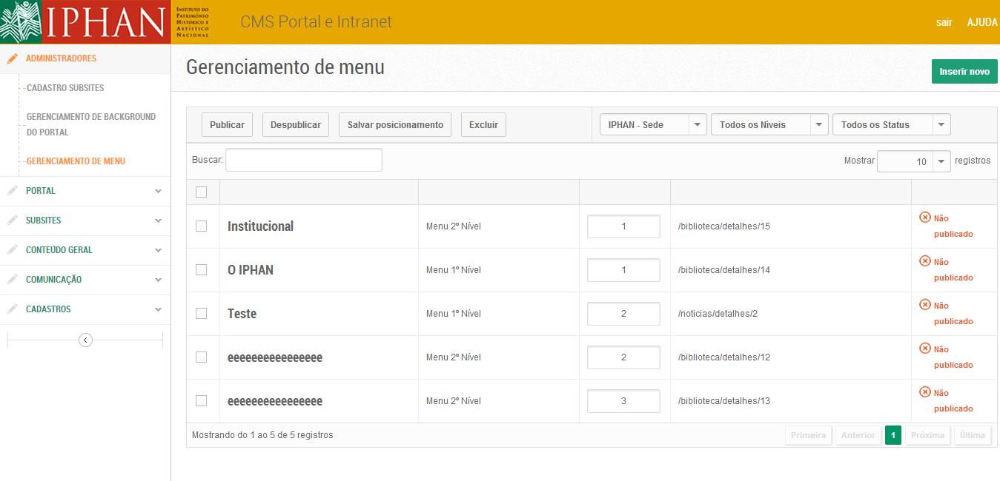 IPHAN
INSTITUTO DO
PATRIMÔNIO
HISTÓRICO E
ARTÍSTICO
NACIONAL
CMS Portal e Intranet
sair AJUDA
ADMINISTRADORES
CADASTRO SUBSITES
GERENCIAMENTO DE BACKGROUND
DO PORTAL
GERENCIAMENTO DE MENU
PORTAL
SUBSITES
CONTEÚDO GERAL
COMUNICAÇÃO
CADASTROS
Gerenciamento de menu
Inserir novo
Publicar Despublicar Salvar posicionamento Excluir IPHAN - Sede Todos os Níveis Todos os Status
Buscar: Mostrar 10 registros
Institucional Menu 2º Nível 1 /biblioteca/detalhes/15 Não
publicado
O IPHAN Menu 1º Nível 1 /biblioteca/detalhes/14 Não
publicado
Teste Menu 1º Nível 2 /noticias/detalhes/2 Não
publicado
eeeeeeeeeeeeeeee Menu 2º Nível 2 /biblioteca/detalhes/12 Não
publicado
eeeeeeeeeeeeeeee Menu 2º Nível 3 /biblioteca/detalhes/13 Não
publicado
Mostrando do 1 ao 5 de 5 registros Primeira Anterior 1 Próxima Última